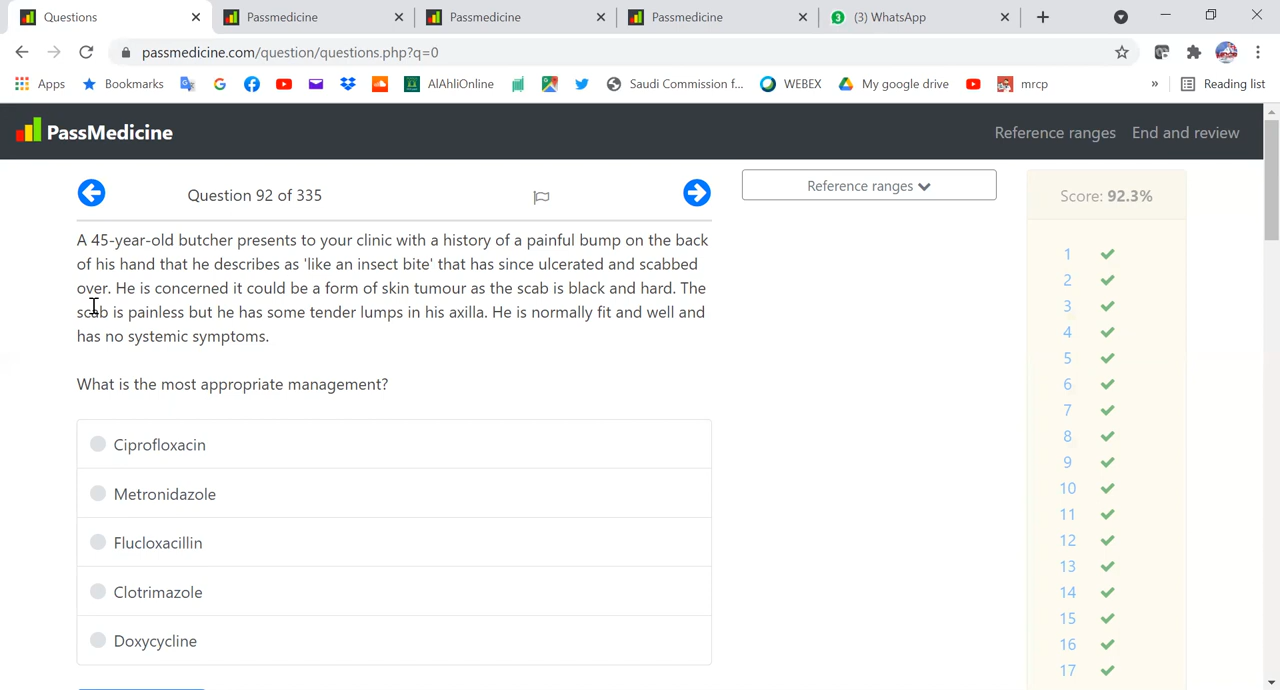 Questions
Passmedicine
Passmedicine
Passmedicine
3
(3) WhatsApp
passmedicine.com/question/questions.php?q=0
Apps
Bookmarks
AlAhliOnline
Saudi Commission f...
WEBEX
My google drive
mrcp
»
Reading list
PassMedicine
Reference ranges
End and review
Question 92 of 335
Reference ranges
Score: 92.3%
A 45-year-old butcher presents to your clinic with a history of a painful bump on the back
of his hand that he describes as 'like an insect bite' that has since ulcerated and scabbed
over. He is concerned it could be a form of skin tumour as the scab is black and hard. The
scab is painless but he has some tender lumps in his axilla. He is normally fit and well and
has no systemic symptoms.
What is the most appropriate management?
Ciprofloxacin
Metronidazole
Flucloxacillin
Clotrimazole
Doxycycline
1
2
3
4
5
6
7
8
9
10
11
12
13
14
15
16
17